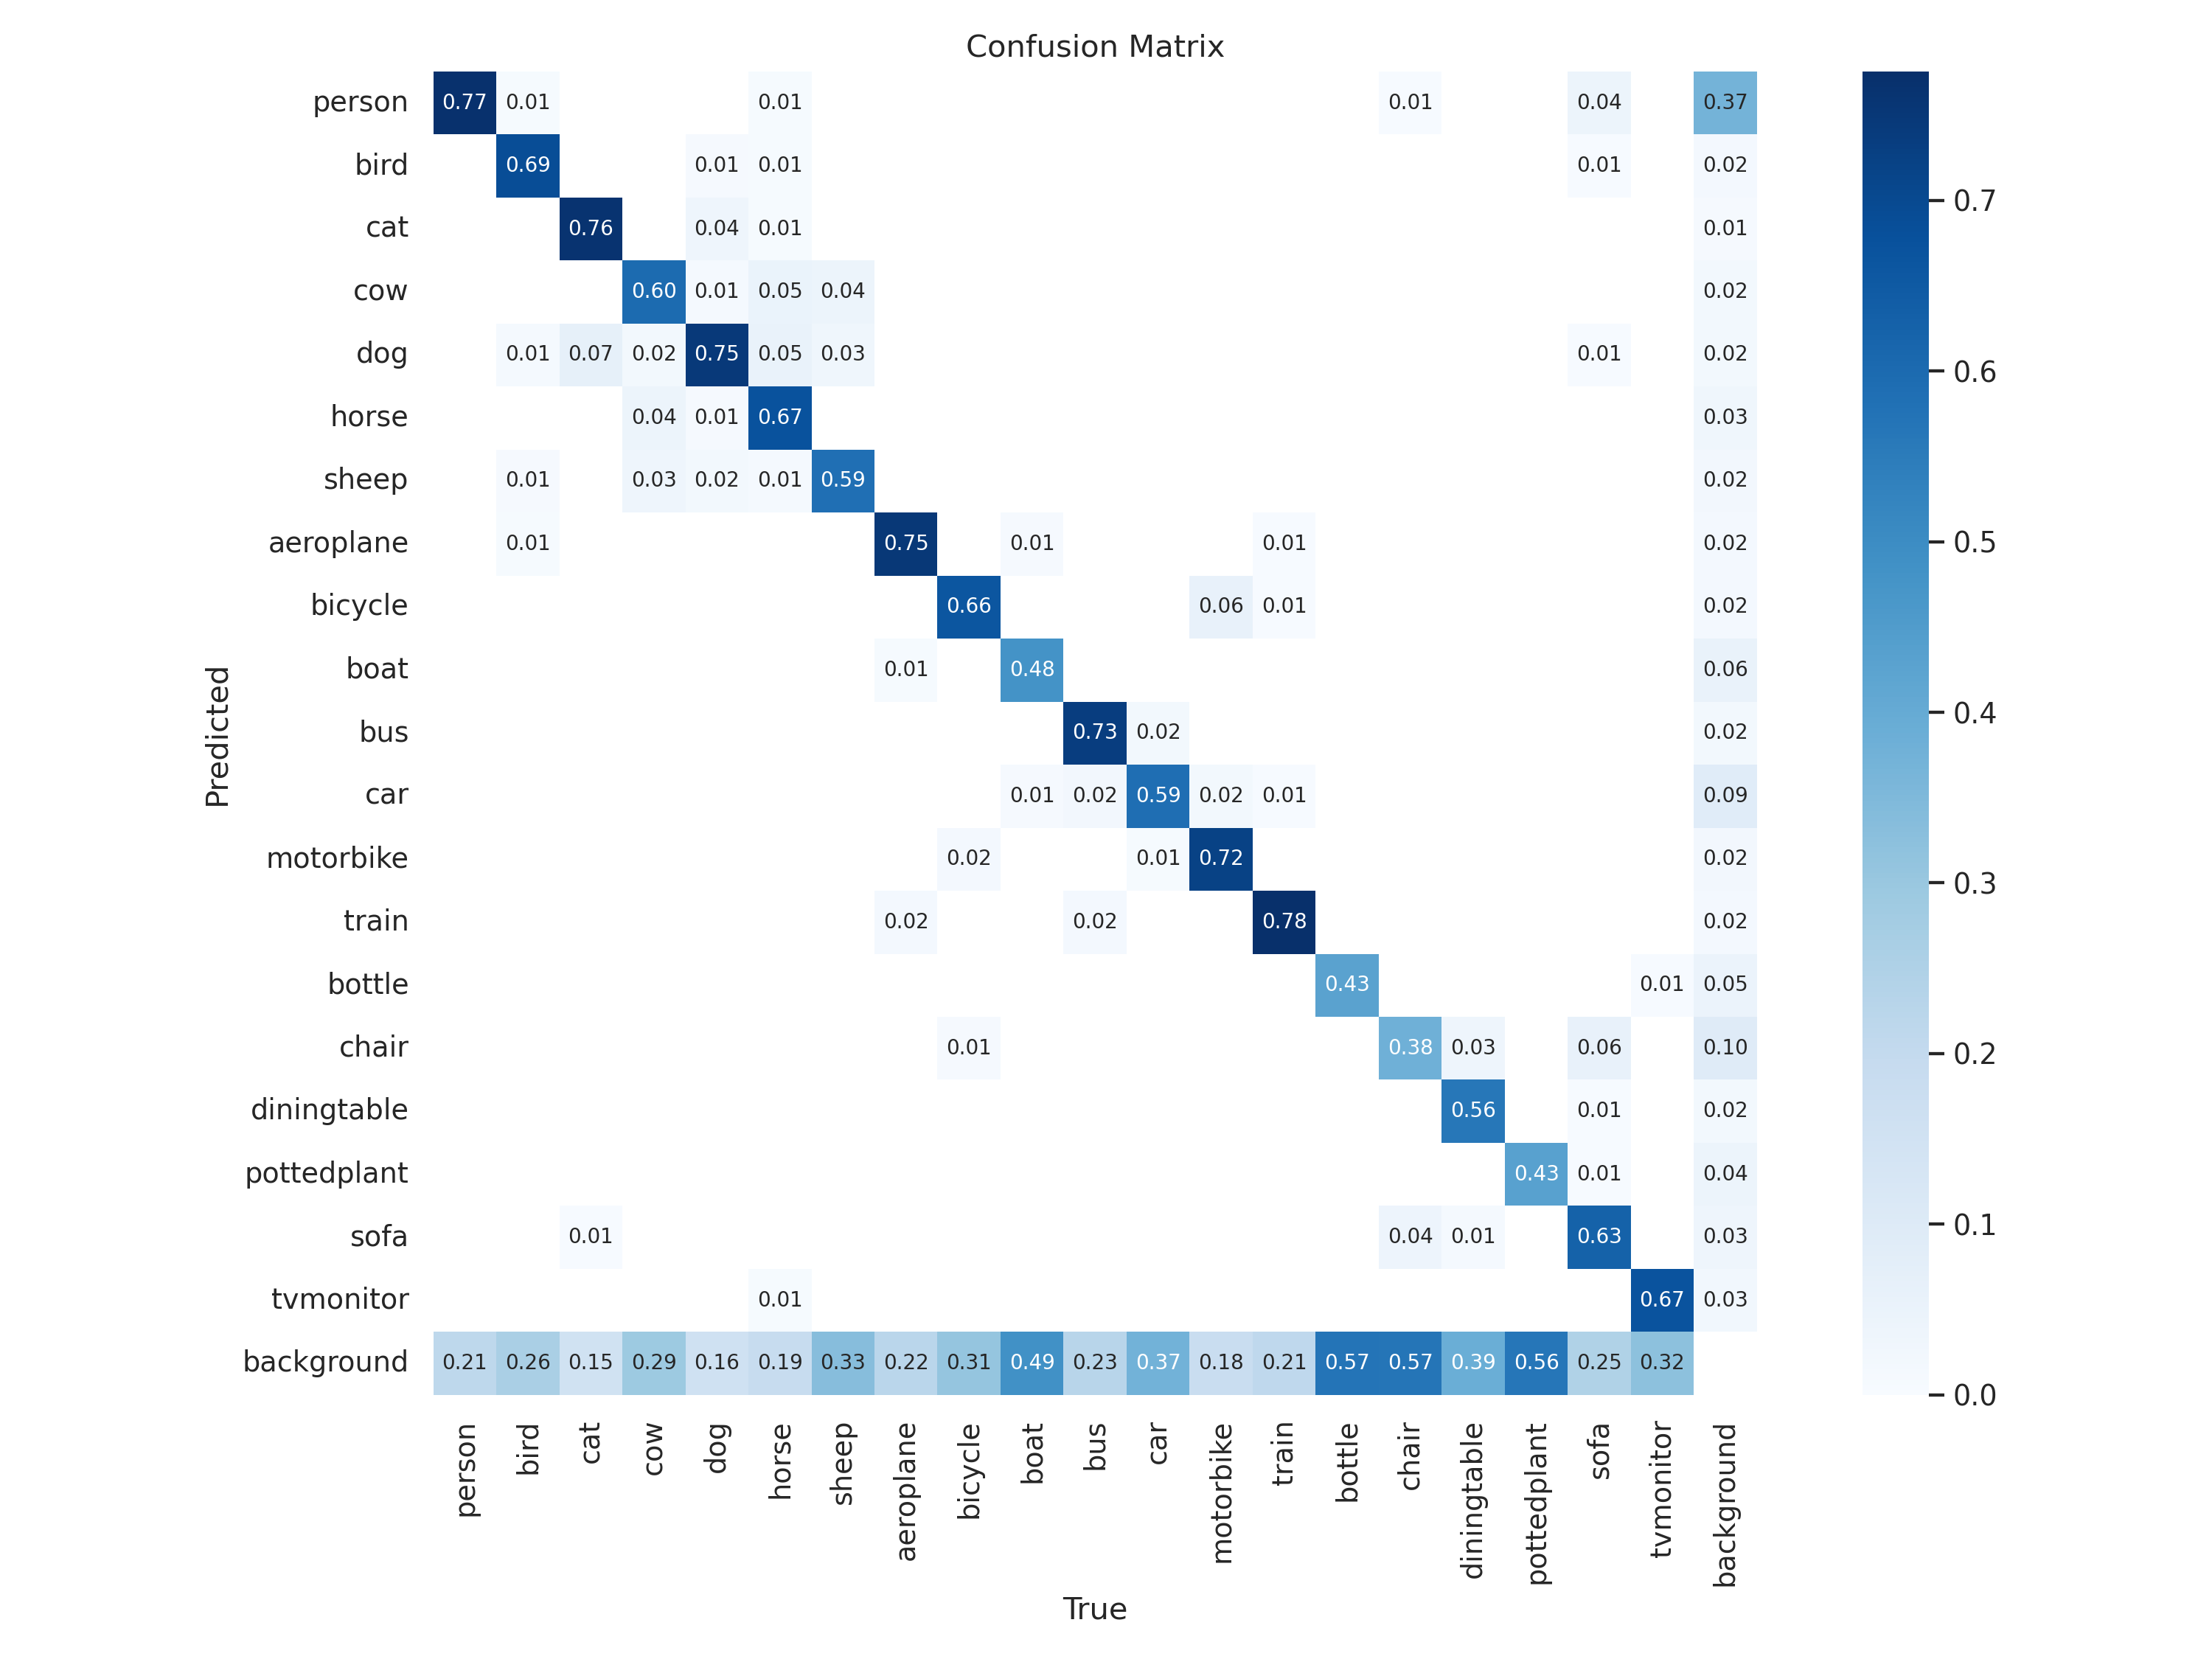 Confusion Matrix
person 0.77 0.01 0.01 0.01 0.04 0.37
bird 0.69 0.01 0.01 0.01 0.02
0.7
cat 0.76 0.04 0.01 0.01
cow 0.60 0.01 0.05 0.04 0.02
dog 0.01 0.07 0.02 0.75 0.05 0.03 0.01 0.02
0.6
horse 0.04 0.01 0.67 0.03
sheep 0.01 0.03 0.02 0.01 0.59 0.02
aeroplane 0.01 0.75 0.01 0.01 0.02
0.5
bicycle 0.66 0.06 0.01 0.02
boat 0.01 0.48 0.06
Predicted
0.4
bus 0.73 0.02 0.02
car 0.01 0.02 0.59 0.02 0.01 0.09
motorbike 0.02 0.01 0.72 0.02
0.3
train 0.02 0.02 0.78 0.02
bottle 0.43 0.01 0.05
chair 0.01 0.38 0.03 0.06 0.10
0.2
diningtable 0.56 0.01 0.02
pottedplant 0.43 0.01 0.04
sofa 0.01 0.04 0.01 0.63 0.03
0.1
tvmonitor 0.01 0.67 0.03
background 0.21 0.26 0.15 0.29 0.16 0.19 0.33 0.22 0.31 0.49 0.23 0.37 0.18 0.21 0.57 0.57 0.39 0.56 0.25 0.32
0.0
person
bird
cat
cow
dog
horse
sheep
aeroplane
bicycle
boat
bus
car
motorbike
train
bottle
chair
diningtable
pottedplant
sofa
tvmonitor
background
True